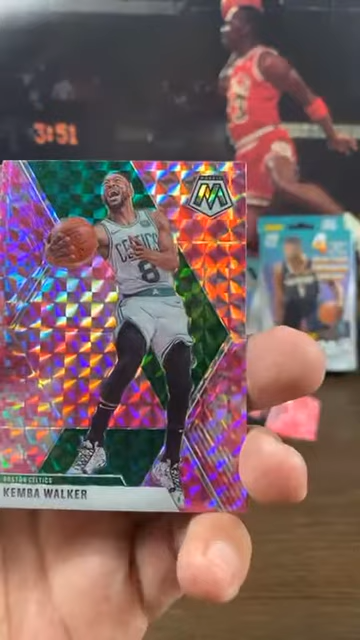 3:51
MOSAIC
M
CELTICS
8
BOSTON CELTICS
KEMBA WALKER